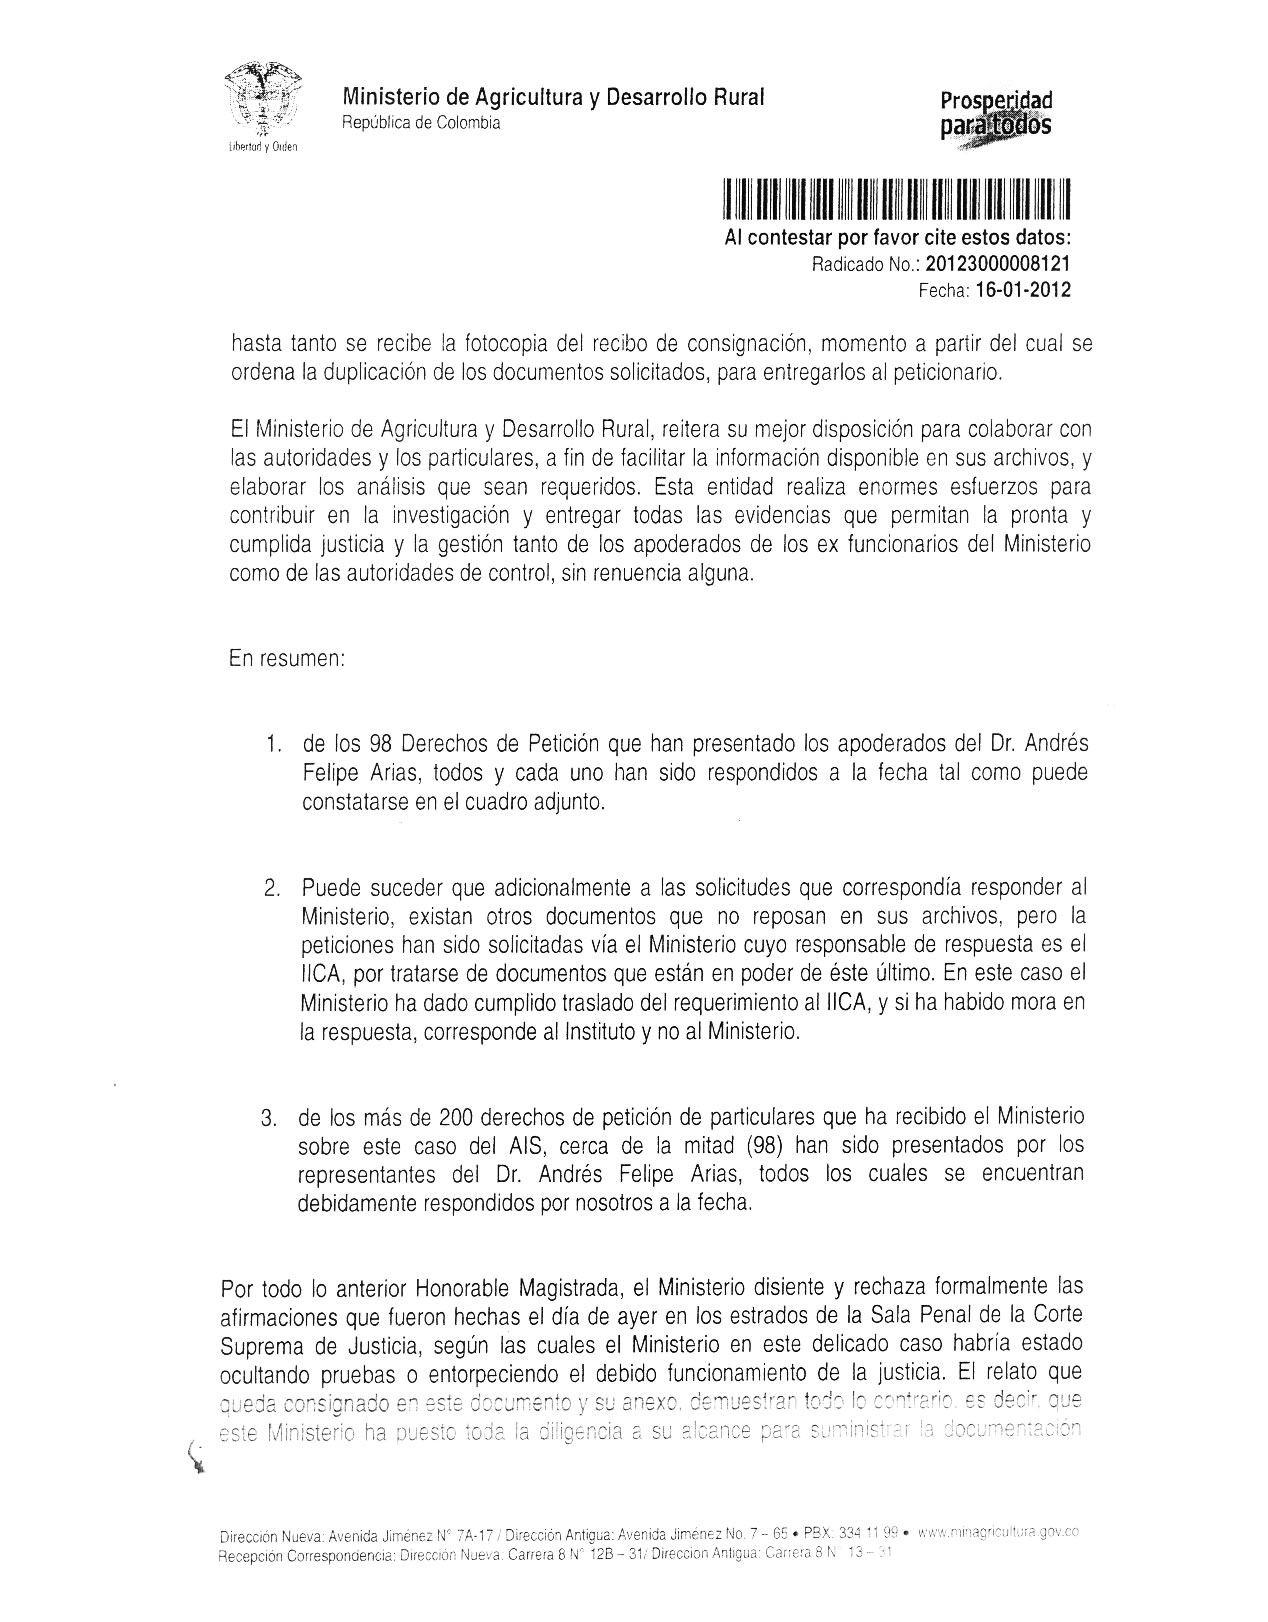 Ministerio de Agricultura y Desarrollo Rural
República de Colombia
Libertad y Orden
Prosperidad
para todos
Al contestar por favor cite estos datos:
Radicado No.: 20123000008121
Fecha: 16-01-2012
hasta tanto se recibe la fotocopia del recibo de consignación, momento a partir del cual se
ordena la duplicación de los documentos solicitados, para entregarlos al peticionario.
El Ministerio de Agricultura y Desarrollo Rural, reitera su mejor disposición para colaborar con
las autoridades y los particulares, a fin de facilitar la información disponible en sus archivos, y
elaborar los análisis que sean requeridos. Esta entidad realiza enormes esfuerzos para
contribuir en la investigación y entregar todas las evidencias que permitan la pronta y
cumplida justicia y la gestión tanto de los apoderados de los ex funcionarios del Ministerio
como de las autoridades de control, sin renuencia alguna.
En resumen:
1. de los 98 Derechos de Petición que han presentado los apoderados del Dr. Andrés
Felipe Arias, todos y cada uno han sido respondidos a la fecha tal como puede
constatarse en el cuadro adjunto.
2. Puede suceder que adicionalmente a las solicitudes que correspondía responder al
Ministerio, existan otros documentos que no reposan en sus archivos, pero la
peticiones han sido solicitadas vía el Ministerio cuyo responsable de respuesta es el
IICA, por tratarse de documentos que están en poder de éste último. En este caso el
Ministerio ha dado cumplido traslado del requerimiento al IICA, y si ha habido mora en
la respuesta, corresponde al Instituto y no al Ministerio.
3. de los más de 200 derechos de petición de particulares que ha recibido el Ministerio
sobre este caso del AIS, cerca de la mitad (98) han sido presentados por los
representantes del Dr. Andrés Felipe Arias, todos los cuales se encuentran
debidamente respondidos por nosotros a la fecha.
Por todo lo anterior Honorable Magistrada, el Ministerio disiente y rechaza formalmente las
afirmaciones que fueron hechas el día de ayer en los estrados de la Sala Penal de la Corte
Suprema de Justicia, según las cuales el Ministerio en este delicado caso habría estado
ocultando pruebas o entorpeciendo el debido funcionamiento de la justicia. El relato que
queda consignado en este documento y su anexo, demuestran todo lo contrario, es decir, que
este Ministerio ha puesto toda la diligencia a su alcance para suministrar la documentación
Dirección Nueva: Avenida Jiménez N° 7A-17 / Dirección Antigua: Avenida Jiménez No. 7 – 65 • PBX: 334 11 99 • www.minagricultura.gov.co
Recepción Correspondencia: Dirección Nueva: Carrera 8 N° 12B – 31/ Dirección Antigua: Carrera 8 N° 13 – 31